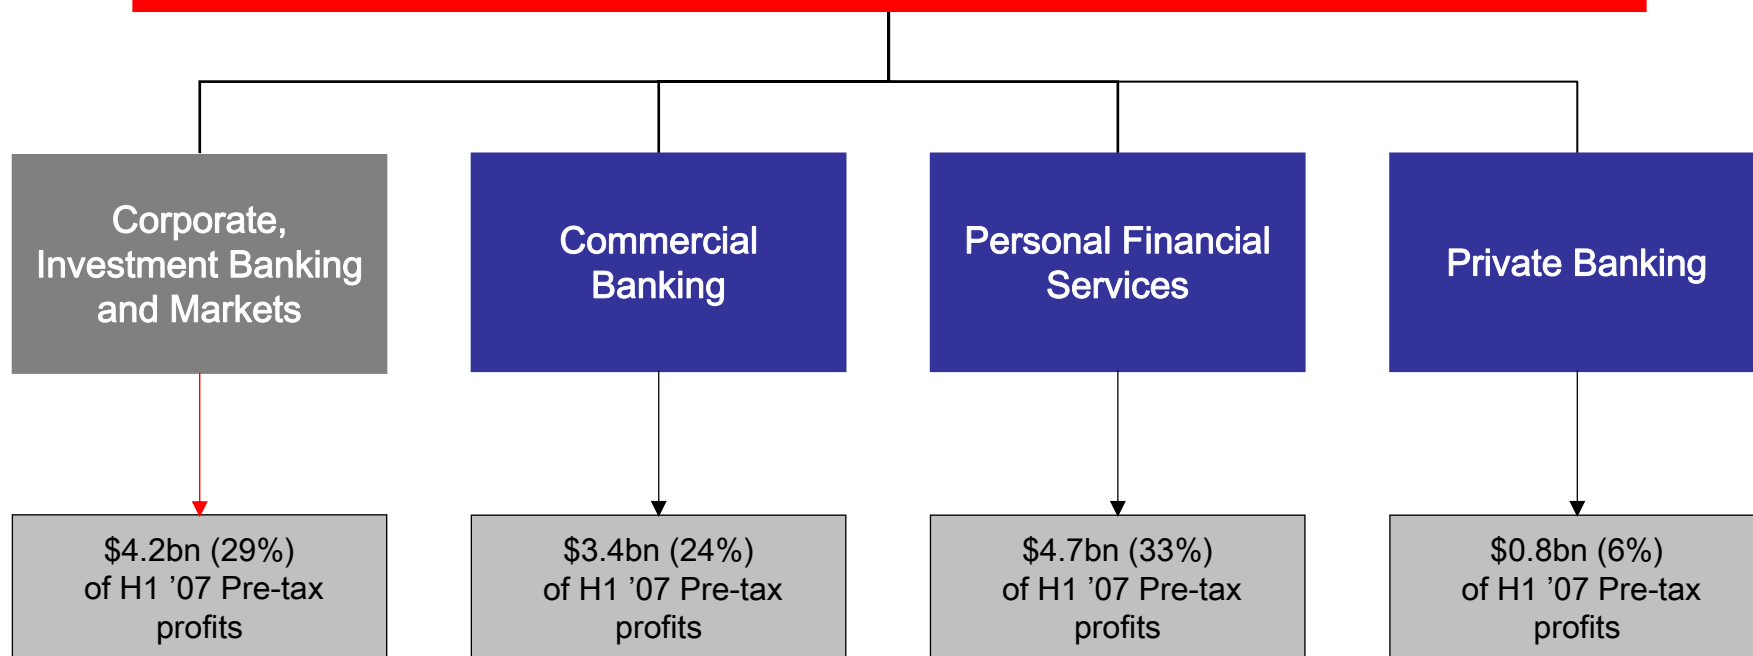 Corporate,
Investment Banking
and Markets
Commercial
Banking
Personal Financial
Services
Private Banking
$4.2bn (29%)
of H1 ’07 Pre-tax
profits
$3.4bn (24%)
of H1 ’07 Pre-tax
profits
$4.7bn (33%)
of H1 ’07 Pre-tax
profits
$0.8bn (6%)
of H1 ’07 Pre-tax
profits